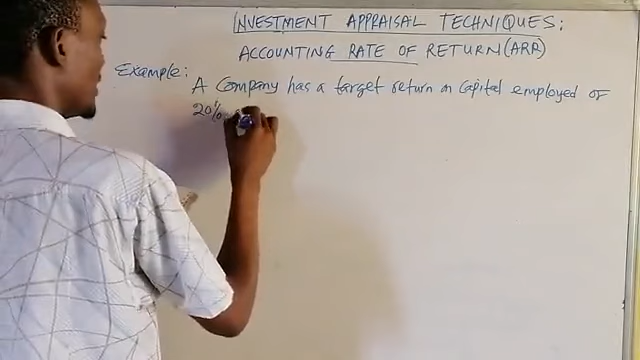 INVESTMENT APPRAISAL TECHNIQUES:
ACCOUNTING RATE OF RETURN (ARR)
Example:
A Company has a target return on capital employed of
20%